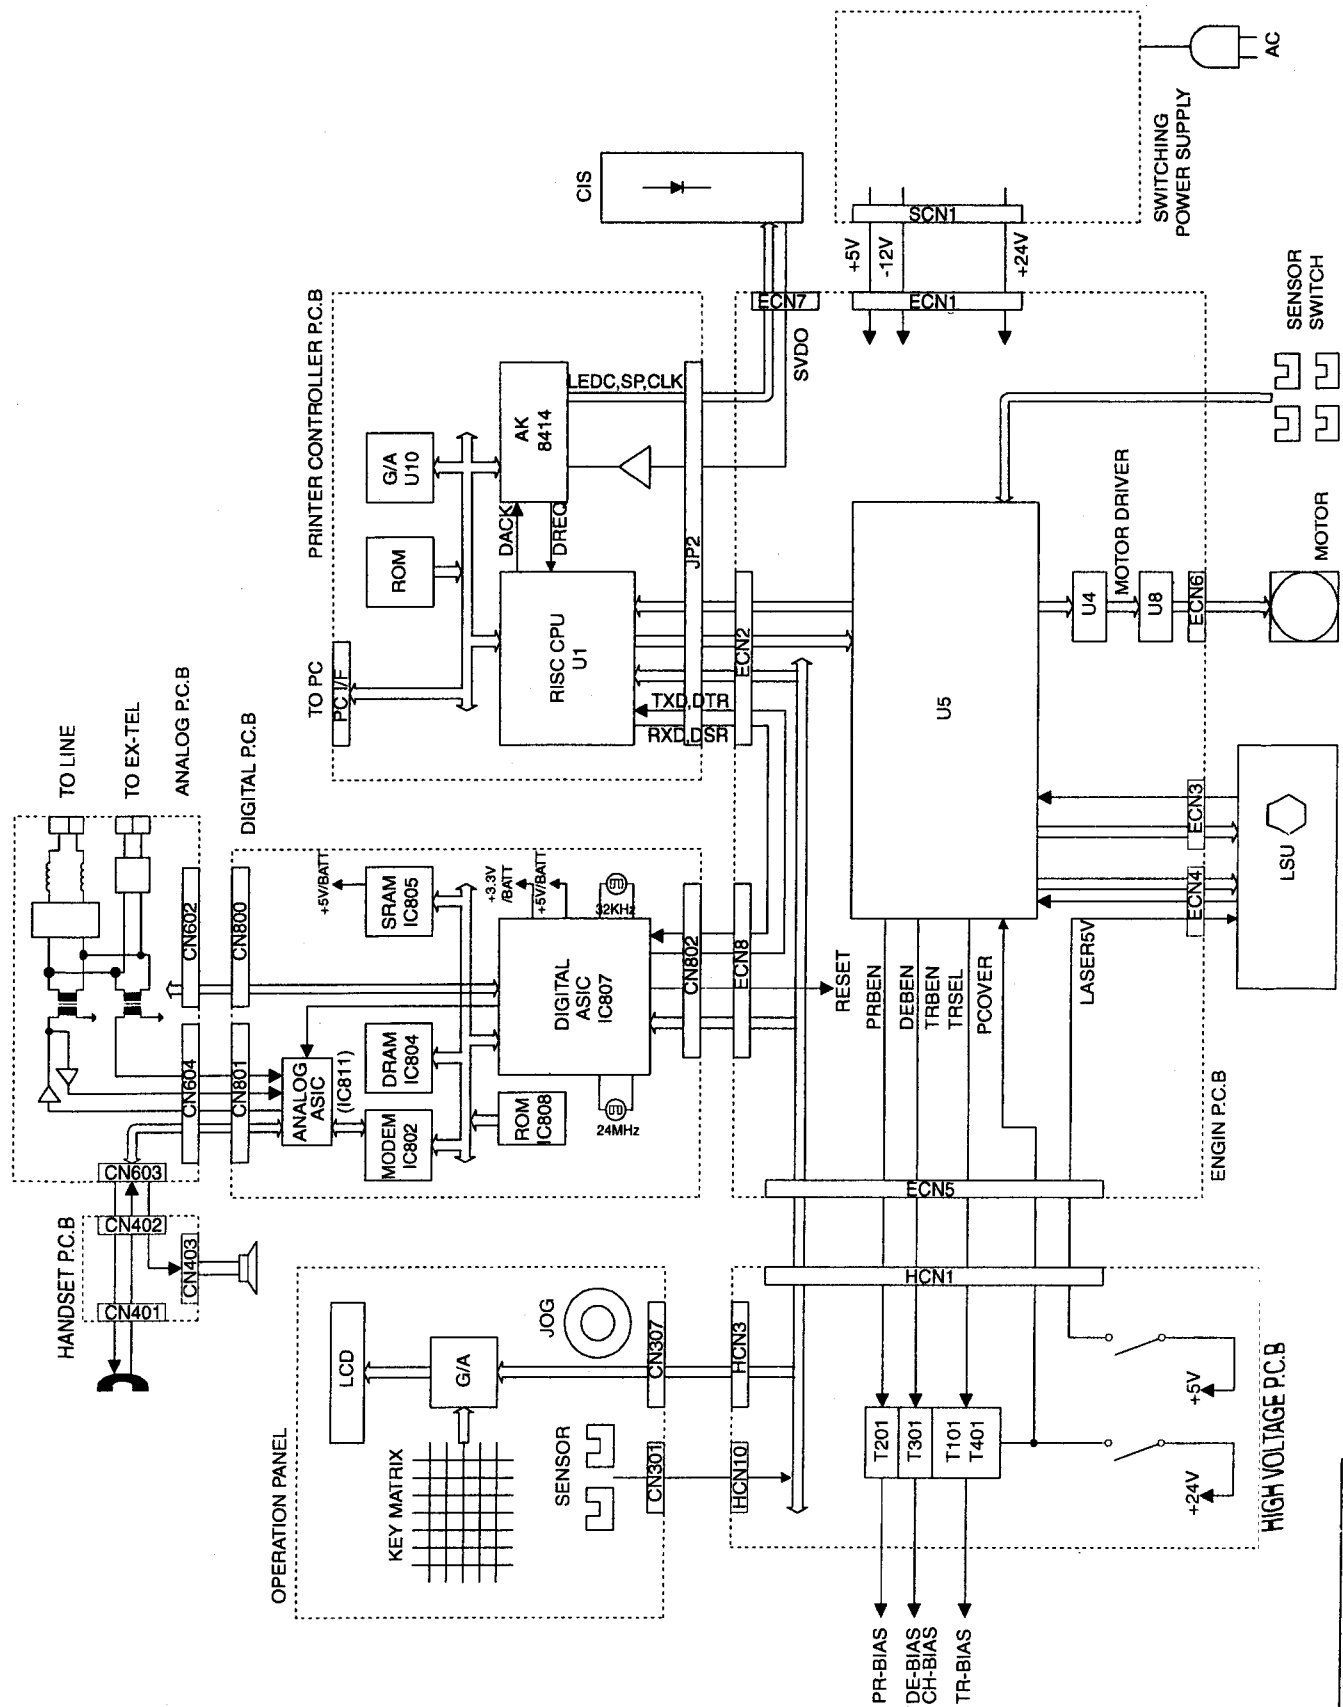 HANDSET P.C.B
CN401
CN402
CN403
CN603
TO LINE
TO EX-TEL
ANALOG P.C.B
CN604
CN602
DIGITAL P.C.B
CN801
CN800
ANALOG
ASIC
(IC811)
MODEM
IC802
DRAM
IC804
SRAM
IC805
+5V/BATT
ROM
IC808
DIGITAL
ASIC
IC807
+3.3V
/BATT
+5V/BATT
32KHz
24MHz
CN802
ECN8
RESET
TO PC
PC I/F
PRINTER CONTROLLER P.C.B
ROM
G/A
U10
RISC CPU
U1
DACK
DREQ
AK
8414
LEDC,SP,CLK
TXD,DTR
RXD,DSR
JP2
ECN2
ECN7
SVDO
CIS
OPERATION PANEL
LCD
G/A
KEY MATRIX
JOG
SENSOR
CN307
CN301
HCN3
HCN10
ENGIN P.C.B
U5
PRBEN
DEBEN
TRBEN
TRSEL
PCOVER
LASER5V
ECN5
HCN1
ECN1
+5V
-12V
+24V
SCN1
SWITCHING
POWER SUPPLY
AC
U4
MOTOR DRIVER
U8
ECN6
MOTOR
SENSOR
SWITCH
ECN4
ECN3
LSU
HIGH VOLTAGE P.C.B
T201
T301
T101
T401
+24V
+5V
PR-BIAS
DE-BIAS
CH-BIAS
TR-BIAS